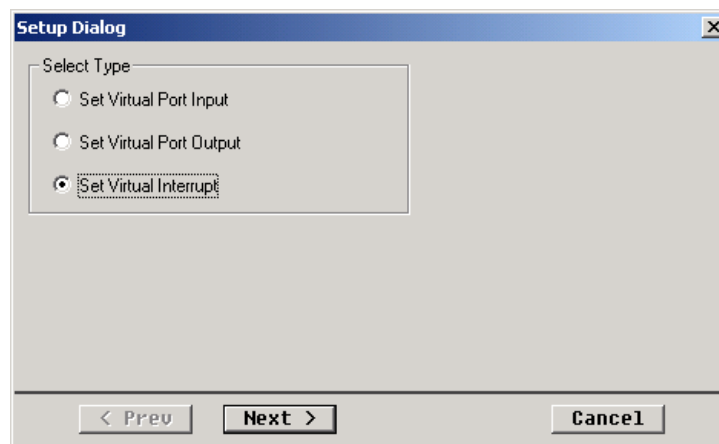 Setup Dialog
Select Type
Set Virtual Port Input
Set Virtual Port Output
Set Virtual Interrupt
< Prev
Next >
Cancel